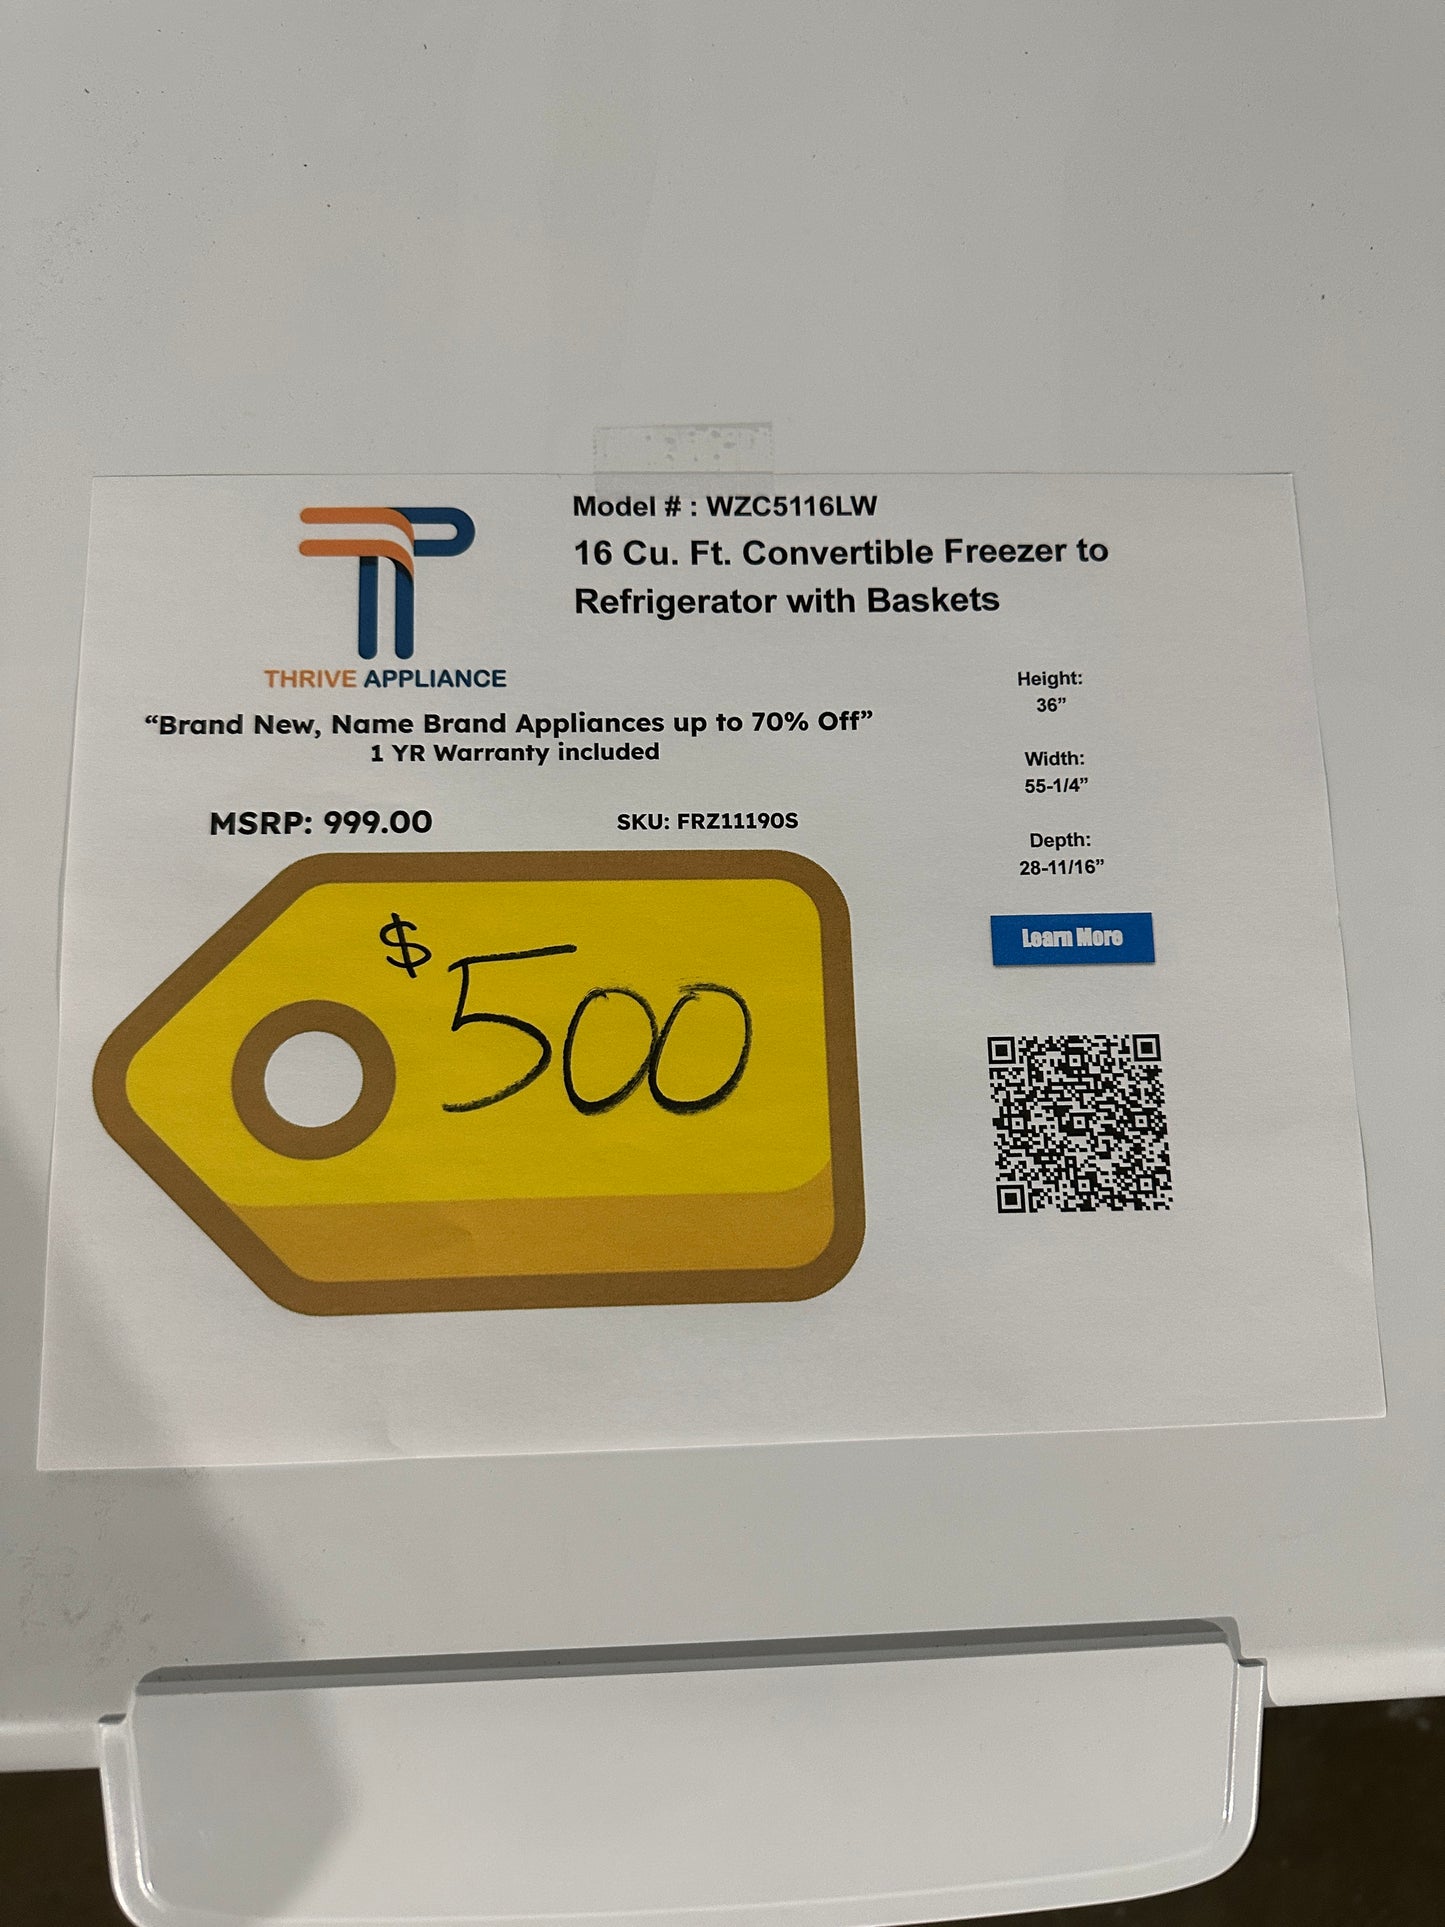 Model # : WZC5116LW
16 Cu. Ft. Convertible Freezer to
Refrigerator with Baskets
THRIVE APPLIANCE
“Brand New, Name Brand Appliances up to 70% Off”
1 YR Warranty included
MSRP: 999.00
SKU: FRZ11190S
$500
Height:
36”
Width:
55-1/4”
Depth:
28-11/16”
Learn More